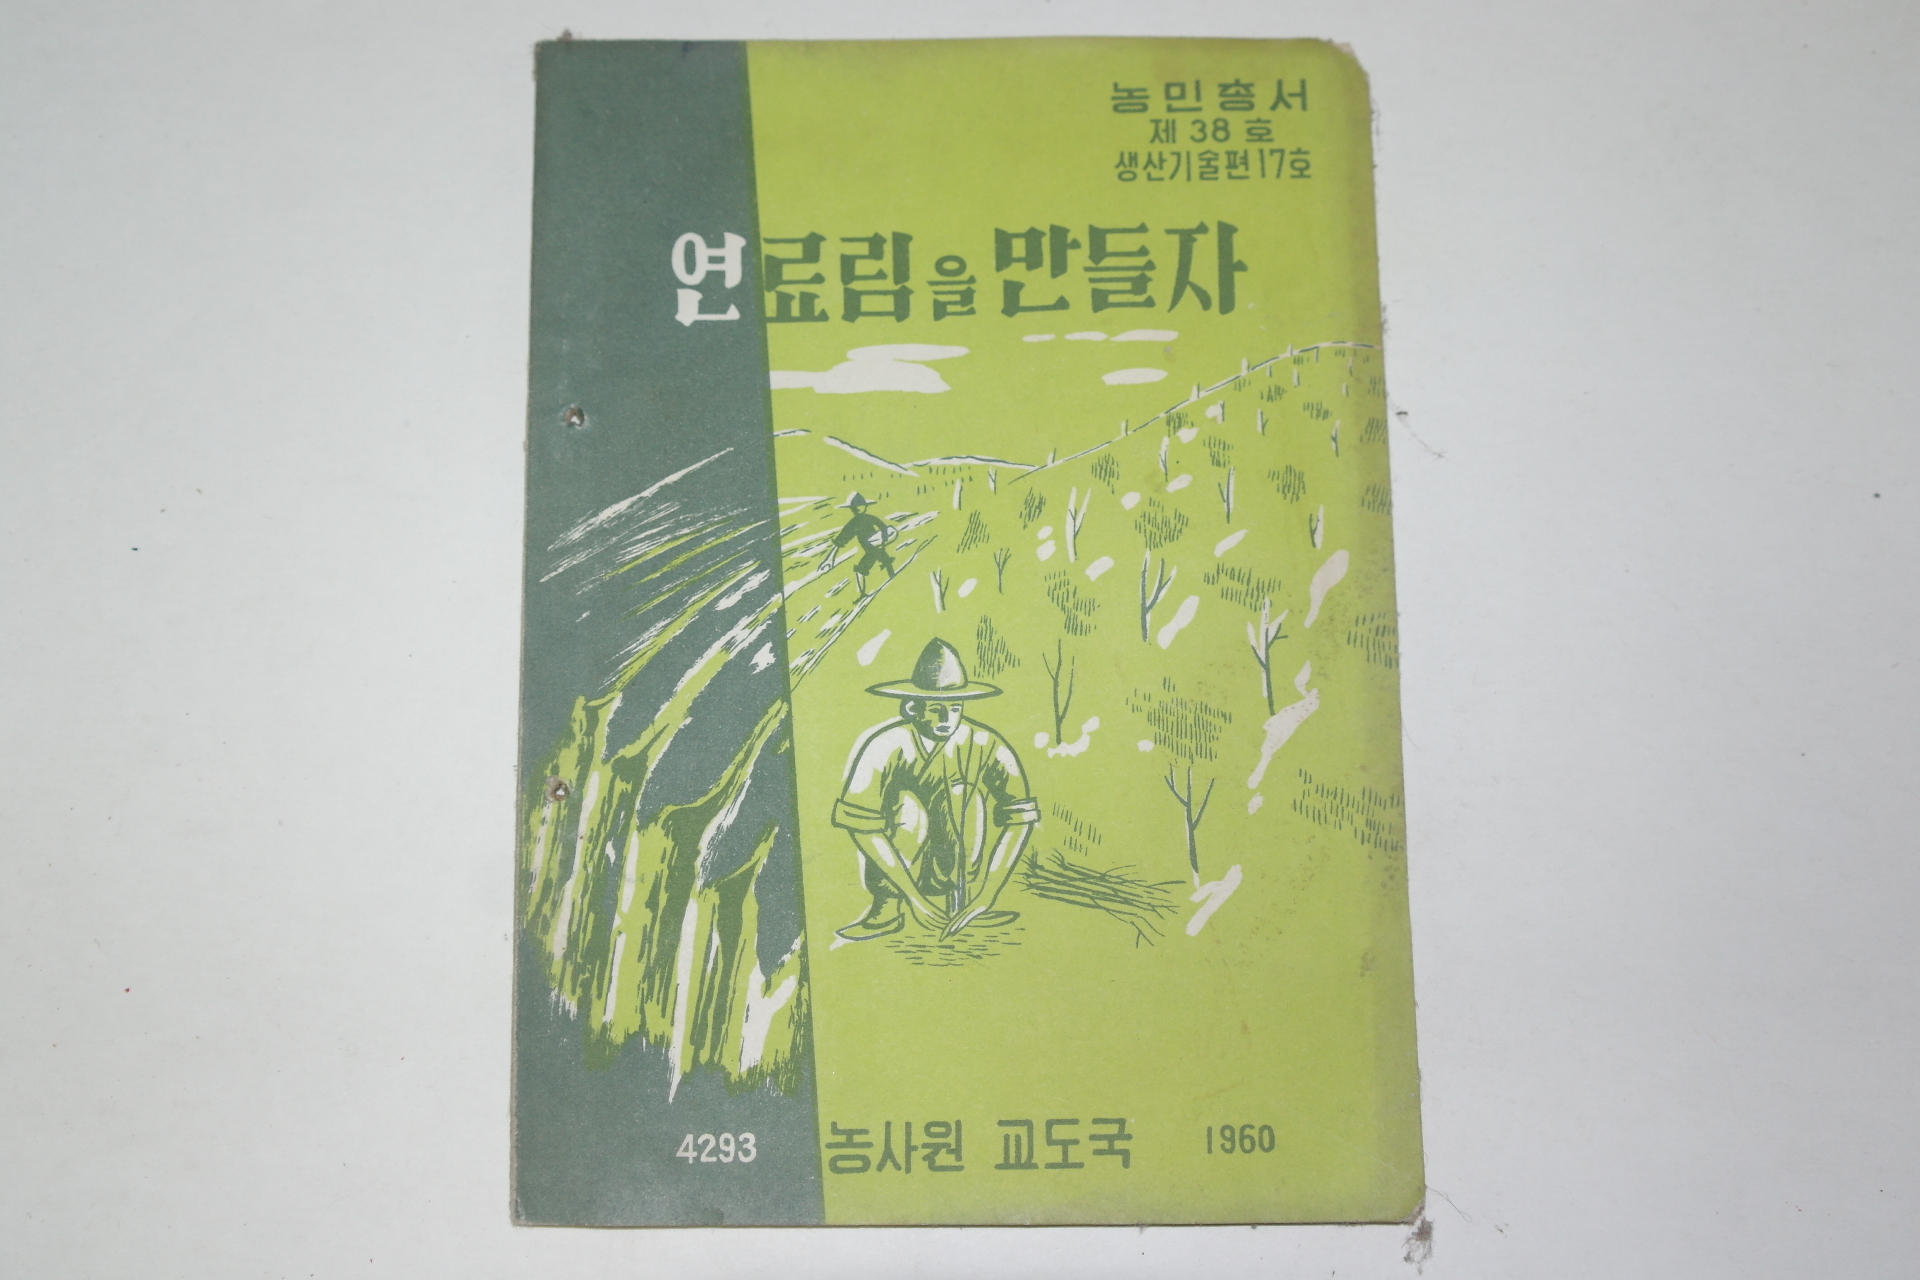 농민총서
제 38 호
생산기술편 17호
연료림을 만들자
4293 농사원 교도국 1960